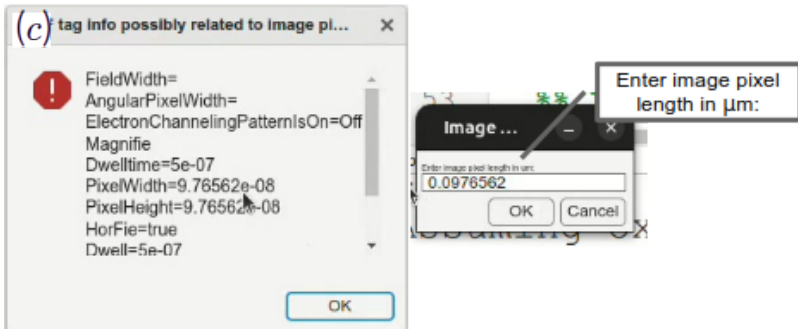 (c)
f tag info possibly related to image pi...
FieldWidth=
AngularPixelWidth=
ElectronChannelingPatternIsOn=Off
Magnifie
Dwelltime=5e-07
PixelWidth=9.76562e-08
PixelHeight=9.76562e-08
HorFie=true
Dwell=5e-07
OK
53
%%
Image ...
Enter image pixel length in um:
0.0976562
OK
Cancel
Enter image pixel
length in μm: